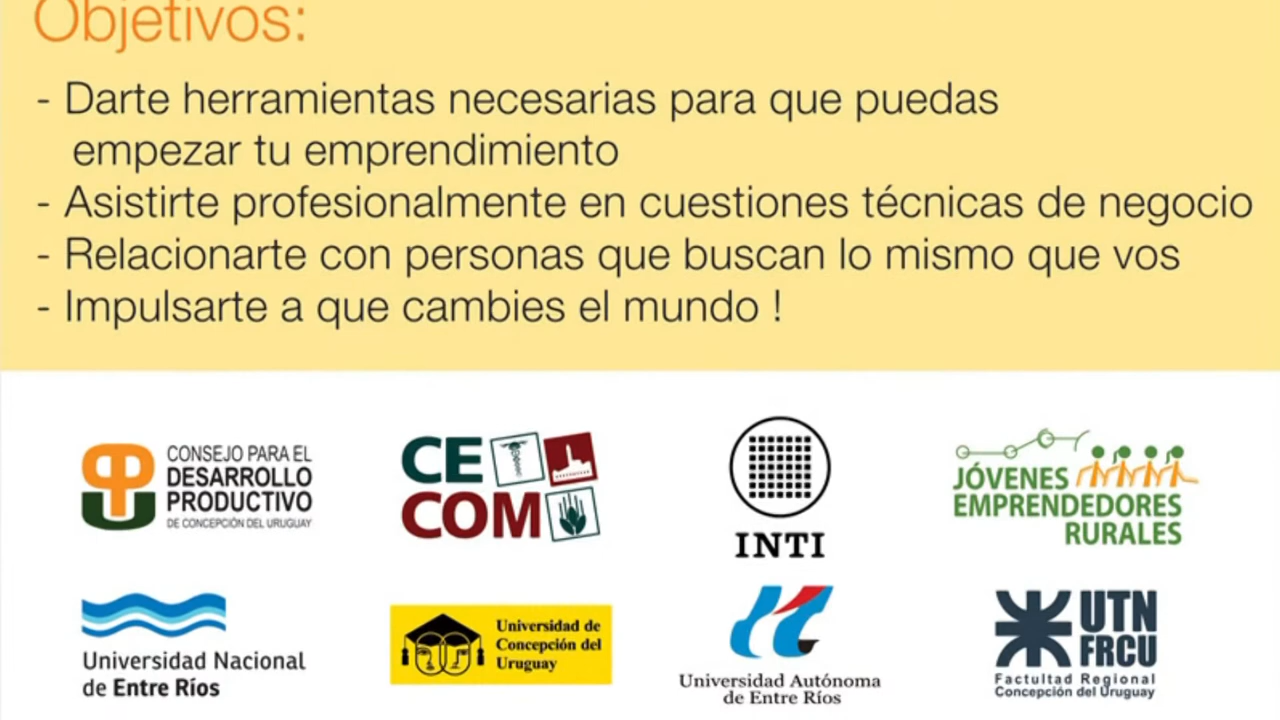 Objetivos:
- Darte herramientas necesarias para que puedas
empezar tu emprendimiento
- Asistirte profesionalmente en cuestiones técnicas de negocio
- Relacionarte con personas que buscan lo mismo que vos
- Impulsarte a que cambies el mundo !
CONSEJO PARA EL
DESARROLLO
PRODUCTIVO
DE CONCEPCIÓN DEL URUGUAY
CE
COM
INTI
JÓVENES
EMPRENDEDORES
RURALES
Universidad Nacional
de Entre Ríos
Universidad de
Concepción del
Uruguay
Universidad Autónoma
de Entre Ríos
UTN
FRCU
Factultad Regional
Concepción del Uruguay